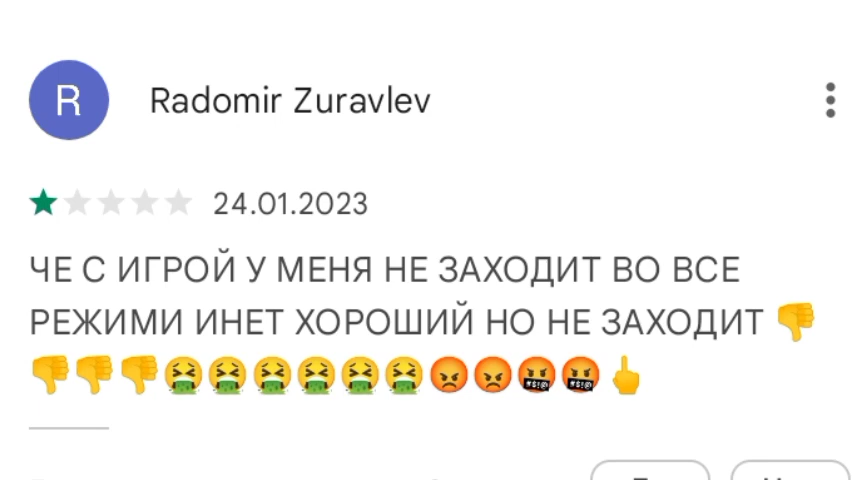 R
Radomir Zuravlev
24.01.2023
ЧЕ С ИГРОЙ У МЕНЯ НЕ ЗАХОДИТ ВО ВСЕ
РЕЖИМИ ИНЕТ ХОРОШИЙ НО НЕ ЗАХОДИТ 👎
👎👎👎🤮🤮🤮🤮🤮🤮😡😡🤬🤬🖕